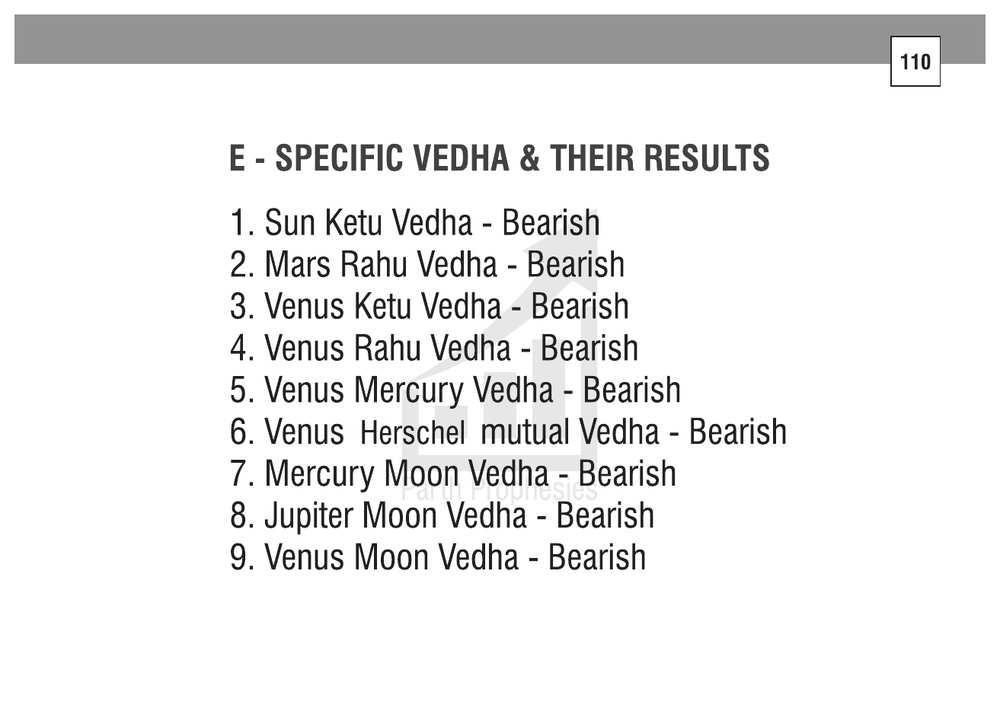 110
E - SPECIFIC VEDHA & THEIR RESULTS
1. Sun Ketu Vedha - Bearish
2. Mars Rahu Vedha - Bearish
3. Venus Ketu Vedha - Bearish
4. Venus Rahu Vedha - Bearish
5. Venus Mercury Vedha - Bearish
6. Venus Herschel mutual Vedha - Bearish
7. Mercury Moon Vedha - Bearish
Parth Prophesies
8. Jupiter Moon Vedha - Bearish
9. Venus Moon Vedha - Bearish